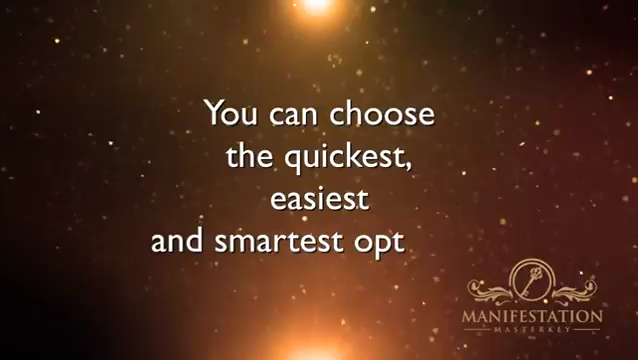 You can choose
the quickest,
easiest
and smartest opt
MANIFESTATION
MASTERKEY